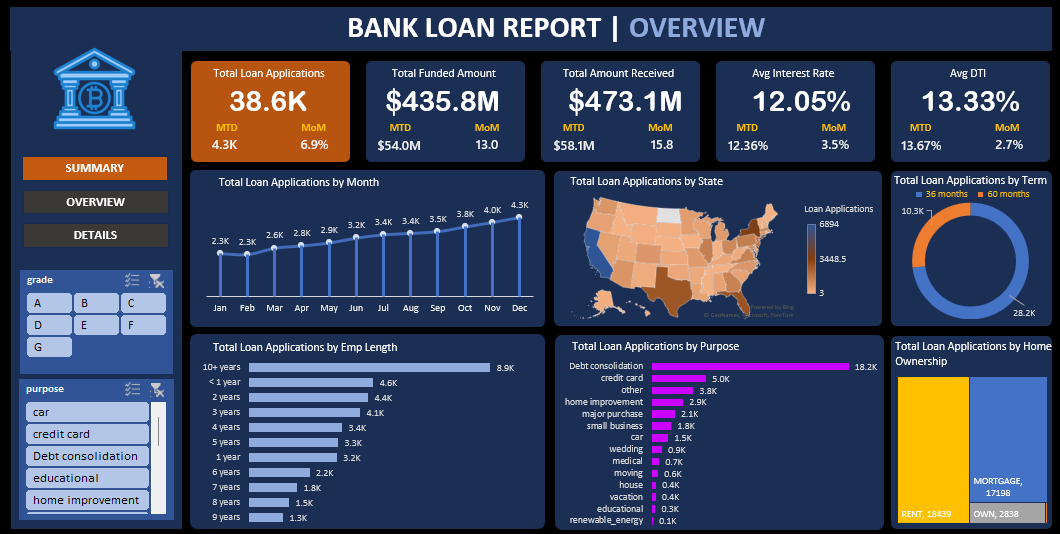 BANK LOAN REPORT | OVERVIEW
SUMMARY
OVERVIEW
DETAILS
grade
A B C
D E F
G
purpose
car
credit card
Debt consolidation
educational
home improvement
Total Loan Applications
38.6K
MTD MoM
4.3K 6.9%
Total Funded Amount
$435.8M
MTD MoM
$54.0M 13.0
Total Amount Received
$473.1M
MTD MoM
$58.1M 15.8
Avg Interest Rate
12.05%
MTD MoM
12.36% 3.5%
Avg DTI
13.33%
MTD MoM
13.67% 2.7%
Total Loan Applications by Month
2.3K 2.3K 2.6K 2.8K 2.9K 3.2K 3.4K 3.4K 3.5K 3.8K 4.0K 4.3K
Jan Feb Mar Apr May Jun Jul Aug Sep Oct Nov Dec
Total Loan Applications by State
Loan Applications
6894
3448.5
3
Powered by Bing
© GeoNames, Microsoft, TomTom
Total Loan Applications by Term
36 months 60 months
10.3K
28.2K
Total Loan Applications by Emp Length
10+ years 8.9K
< 1 year 4.6K
2 years 4.4K
3 years 4.1K
4 years 3.4K
5 years 3.3K
1 year 3.2K
6 years 2.2K
7 years 1.8K
8 years 1.5K
9 years 1.3K
Total Loan Applications by Purpose
Debt consolidation 18.2K
credit card 5.0K
other 3.8K
home improvement 2.9K
major purchase 2.1K
small business 1.8K
car 1.5K
wedding 0.9K
medical 0.7K
moving 0.6K
house 0.4K
vacation 0.4K
educational 0.3K
renewable_energy 0.1K
Total Loan Applications by Home
Ownership
MORTGAGE,
17198
RENT, 18439
OWN, 2838